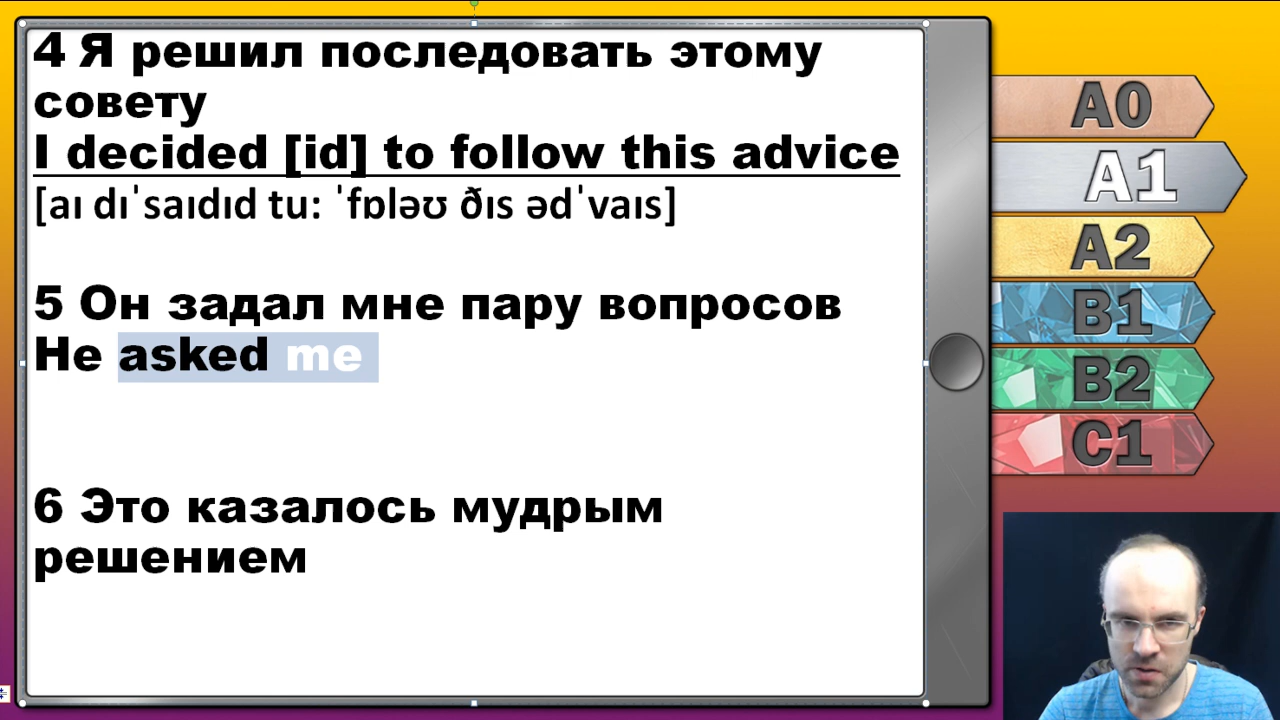 4 Я решил последовать этому
совету
I decided [id] to follow this advice
[aɪ dɪˈsaɪdɪd tuː ˈfɒləʊ ðɪs ədˈvaɪs]
5 Он задал мне пару вопросов
He asked me
6 Это казалось мудрым
решением
A0
A1
A2
B1
B2
C1